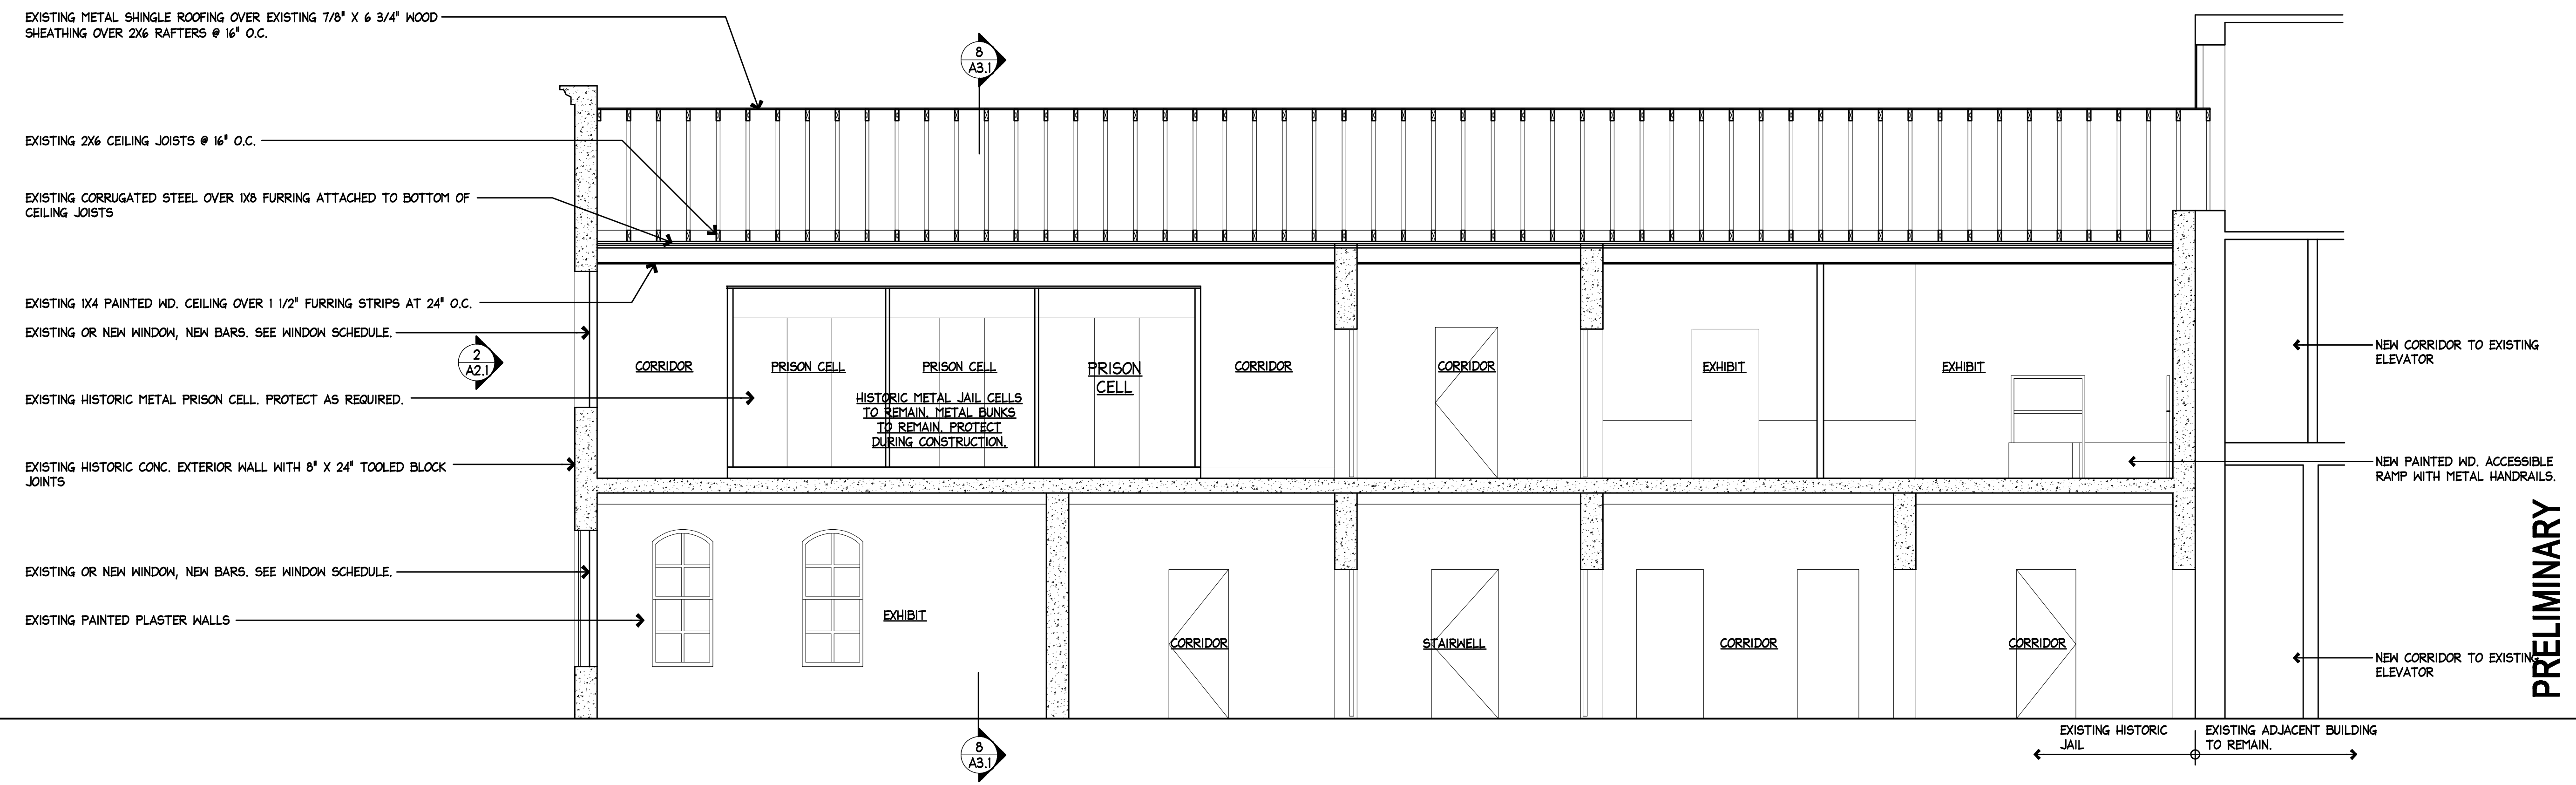 EXISTING METAL SHINGLE ROOFING OVER EXISTING 7/8" X 6 3/4" WOOD
SHEATHING OVER 2X6 RAFTERS @ 16" O.C.
8
A3.1
EXISTING 2X6 CEILING JOISTS @ 16" O.C.
EXISTING CORRUGATED STEEL OVER 1X8 FURRING ATTACHED TO BOTTOM OF
CEILING JOISTS
EXISTING 1X4 PAINTED WD. CEILING OVER 1 1/2" FURRING STRIPS AT 24" O.C.
EXISTING OR NEW WINDOW, NEW BARS. SEE WINDOW SCHEDULE.
2
A2.1
EXISTING HISTORIC METAL PRISON CELL. PROTECT AS REQUIRED.
EXISTING HISTORIC CONC. EXTERIOR WALL WITH 8" X 24" TOOLED BLOCK
JOINTS
EXISTING OR NEW WINDOW, NEW BARS. SEE WINDOW SCHEDULE.
EXISTING PAINTED PLASTER WALLS
CORRIDOR
PRISON CELL
PRISON CELL
PRISON
CELL
HISTORIC METAL JAIL CELLS
TO REMAIN. METAL BUNKS
TO REMAIN. PROTECT
DURING CONSTRUCTION.
CORRIDOR
CORRIDOR
EXHIBIT
EXHIBIT
NEW CORRIDOR TO EXISTING
ELEVATOR
NEW PAINTED WD. ACCESSIBLE
RAMP WITH METAL HANDRAILS.
EXHIBIT
CORRIDOR
STAIRWELL
CORRIDOR
CORRIDOR
NEW CORRIDOR TO EXISTING
ELEVATOR
PRELIMINARY
8
A3.1
EXISTING HISTORIC
JAIL
EXISTING ADJACENT BUILDING
TO REMAIN.